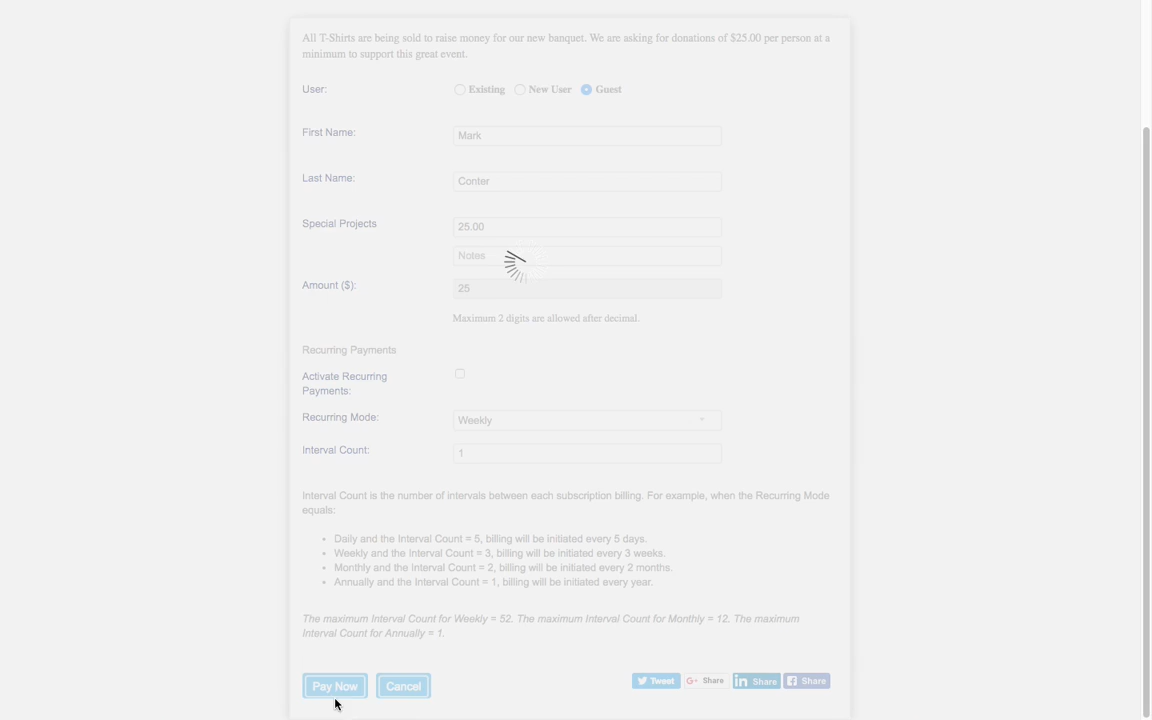 All T-Shirts are being sold to raise money for our new banquet. We are asking for donations of $25.00 per person at a
minimum to support this great event.
User:
Existing
New User
Guest
First Name:
Mark
Last Name:
Conter
Special Projects
25.00
Notes
Amount ($):
25
Maximum 2 digits are allowed after decimal.
Recurring Payments
Activate Recurring
Payments:
Recurring Mode:
Weekly
Interval Count:
1
Interval Count is the number of intervals between each subscription billing. For example, when the Recurring Mode
equals:
• Daily and the Interval Count = 5, billing will be initiated every 5 days.
• Weekly and the Interval Count = 3, billing will be initiated every 3 weeks.
• Monthly and the Interval Count = 2, billing will be initiated every 2 months.
• Annually and the Interval Count = 1, billing will be initiated every year.
The maximum Interval Count for Weekly = 52. The maximum Interval Count for Monthly = 12. The maximum
Interval Count for Annually = 1.
Pay Now
Cancel
Tweet
G+ Share
in Share
f Share